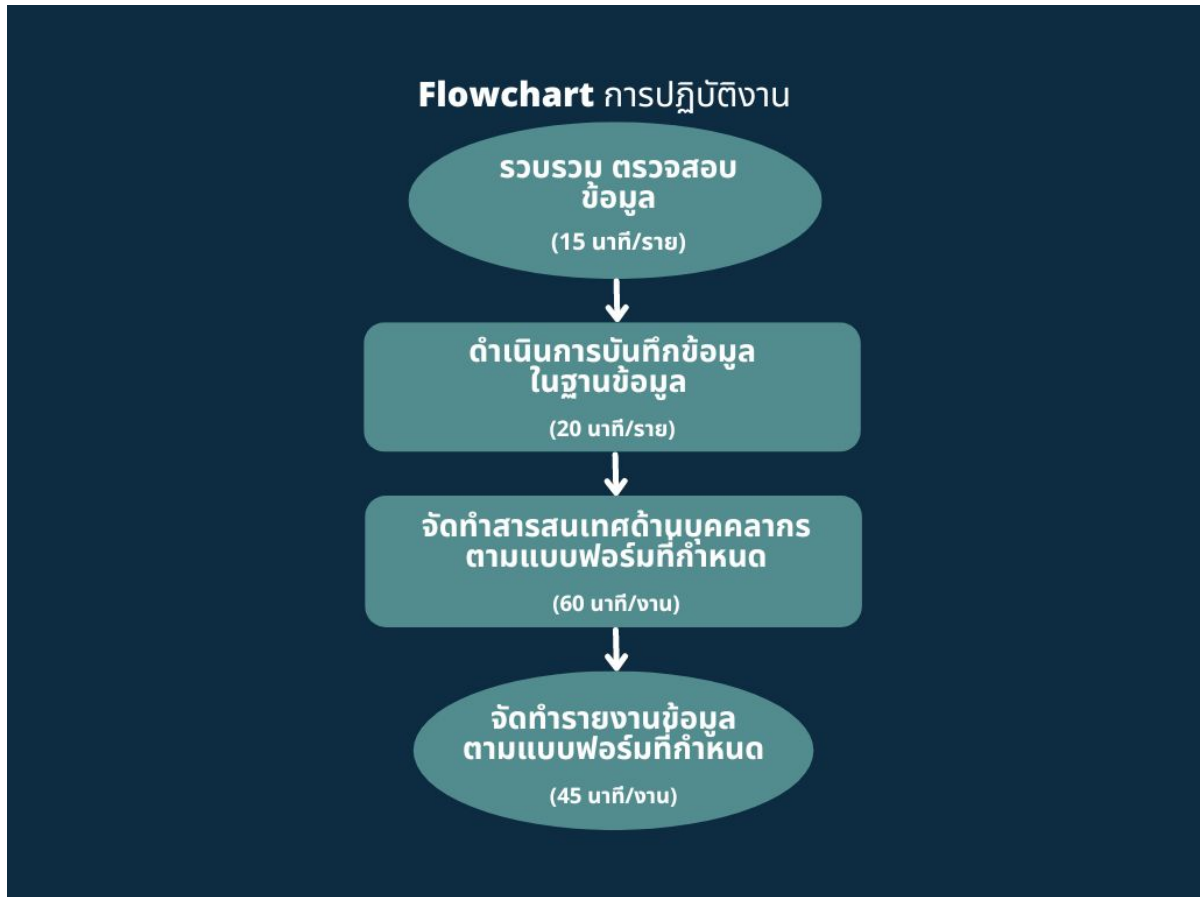 Flowchart การปฏิบัติงาน
รวบรวม ตรวจสอบ
ข้อมูล
(15 นาที/ราย)
ดำเนินการบันทึกข้อมูล
ในฐานข้อมูล
(20 นาที/ราย)
จัดทำสารสนเทศด้านบุคคลากร
ตามแบบฟอร์มที่กำหนด
(60 นาที/งาน)
จัดทำรายงานข้อมูล
ตามแบบฟอร์มที่กำหนด
(45 นาที/งาน)